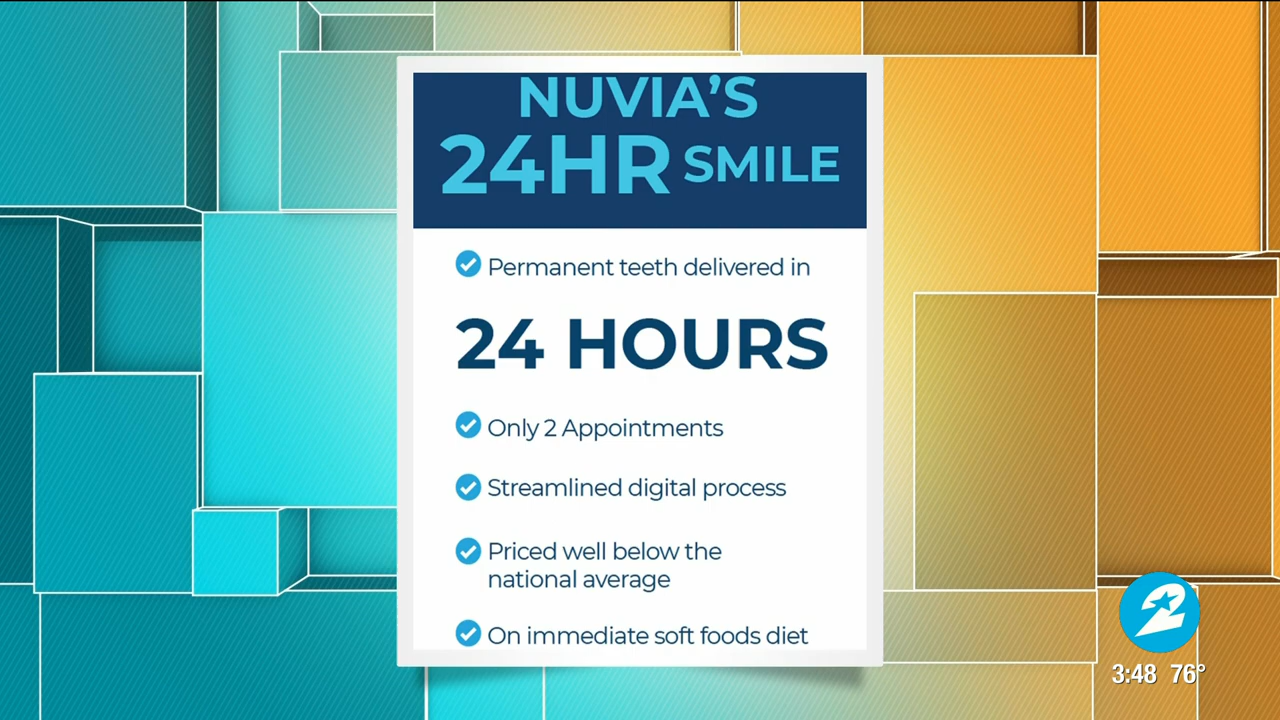 NUVIA'S
24HR SMILE
Permanent teeth delivered in
24 HOURS
Only 2 Appointments
Streamlined digital process
Priced well below the
national average
On immediate soft foods diet
2
3:48 76°